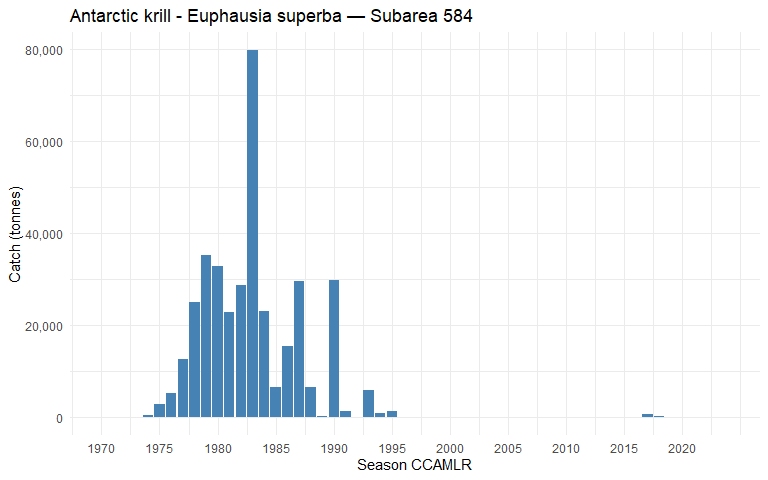 Antarctic krill - Euphausia superba — Subarea 584
80,000
60,000
40,000
20,000
0
Catch (tonnes)
1970 1975 1980 1985 1990 1995 2000 2005 2010 2015 2020
Season CCAMLR